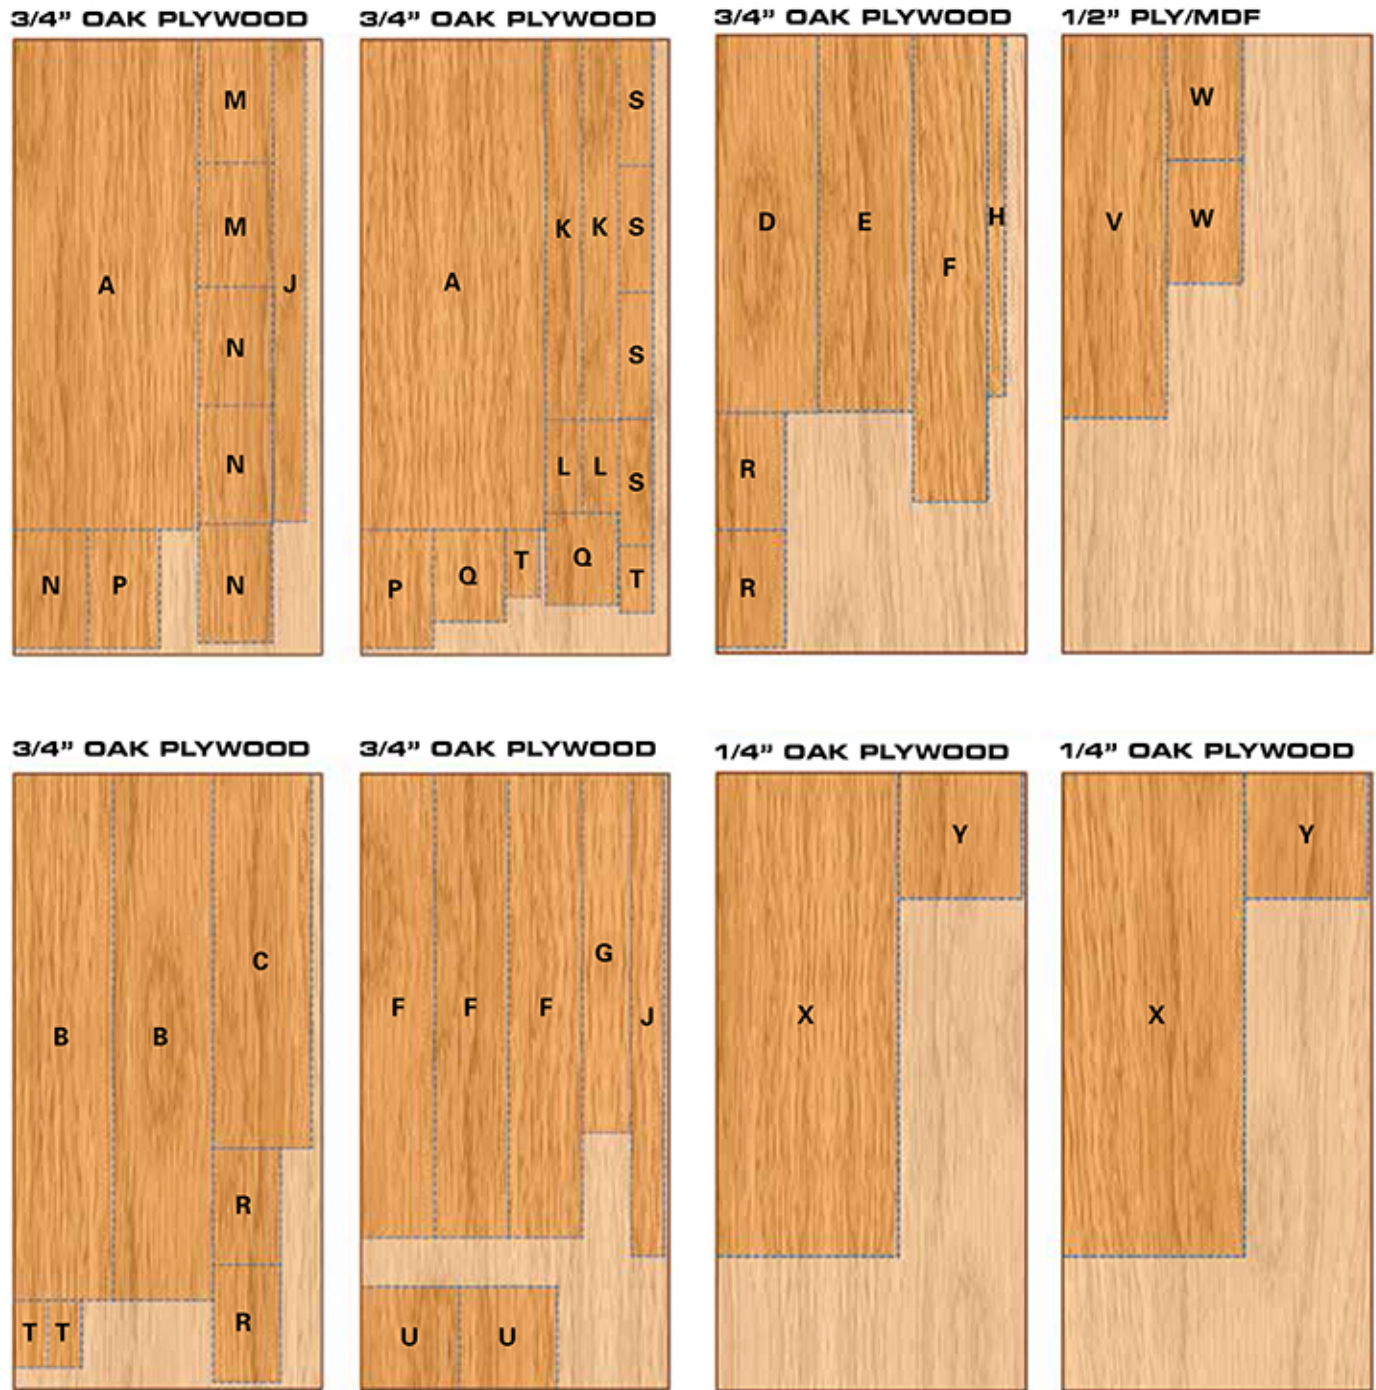 3/4” OAK PLYWOOD
3/4” OAK PLYWOOD
3/4” OAK PLYWOOD
1/2” PLY/MDF
A
M
M
N
N
N
J
N
P
A
K
K
S
S
S
S
L
L
P
Q
T
Q
T
D
E
F
H
R
R
V
W
W
3/4” OAK PLYWOOD
3/4” OAK PLYWOOD
1/4” OAK PLYWOOD
1/4” OAK PLYWOOD
B
B
C
R
R
T
T
F
F
F
G
J
U
U
X
Y
X
Y